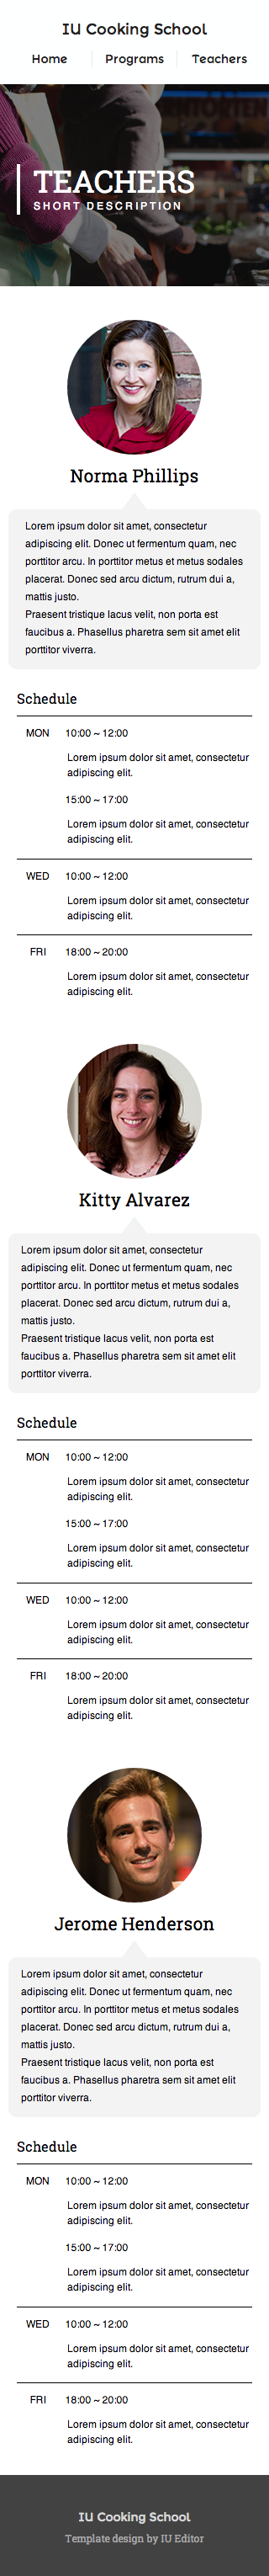 IU Cooking School
Home Programs Teachers
TEACHERS
SHORT DESCRIPTION
Norma Phillips
Lorem ipsum dolor sit amet, consectetur
adipiscing elit. Donec ut fermentum quam, nec
porttitor arcu. In porttitor metus et metus sodales
placerat. Donec sed arcu dictum, rutrum dui a,
mattis justo.
Praesent tristique lacus velit, non porta est
faucibus a. Phasellus pharetra sem sit amet elit
porttitor viverra.
Schedule
MON 10:00 ~ 12:00
Lorem ipsum dolor sit amet, consectetur
adipiscing elit.
15:00 ~ 17:00
Lorem ipsum dolor sit amet, consectetur
adipiscing elit.
WED 10:00 ~ 12:00
Lorem ipsum dolor sit amet, consectetur
adipiscing elit.
FRI 18:00 ~ 20:00
Lorem ipsum dolor sit amet, consectetur
adipiscing elit.
Kitty Alvarez
Lorem ipsum dolor sit amet, consectetur
adipiscing elit. Donec ut fermentum quam, nec
porttitor arcu. In porttitor metus et metus sodales
placerat. Donec sed arcu dictum, rutrum dui a,
mattis justo.
Praesent tristique lacus velit, non porta est
faucibus a. Phasellus pharetra sem sit amet elit
porttitor viverra.
Schedule
MON 10:00 ~ 12:00
Lorem ipsum dolor sit amet, consectetur
adipiscing elit.
15:00 ~ 17:00
Lorem ipsum dolor sit amet, consectetur
adipiscing elit.
WED 10:00 ~ 12:00
Lorem ipsum dolor sit amet, consectetur
adipiscing elit.
FRI 18:00 ~ 20:00
Lorem ipsum dolor sit amet, consectetur
adipiscing elit.
Jerome Henderson
Lorem ipsum dolor sit amet, consectetur
adipiscing elit. Donec ut fermentum quam, nec
porttitor arcu. In porttitor metus et metus sodales
placerat. Donec sed arcu dictum, rutrum dui a,
mattis justo.
Praesent tristique lacus velit, non porta est
faucibus a. Phasellus pharetra sem sit amet elit
porttitor viverra.
Schedule
MON 10:00 ~ 12:00
Lorem ipsum dolor sit amet, consectetur
adipiscing elit.
15:00 ~ 17:00
Lorem ipsum dolor sit amet, consectetur
adipiscing elit.
WED 10:00 ~ 12:00
Lorem ipsum dolor sit amet, consectetur
adipiscing elit.
FRI 18:00 ~ 20:00
Lorem ipsum dolor sit amet, consectetur
adipiscing elit.
IU Cooking School
Template design by IU Editor